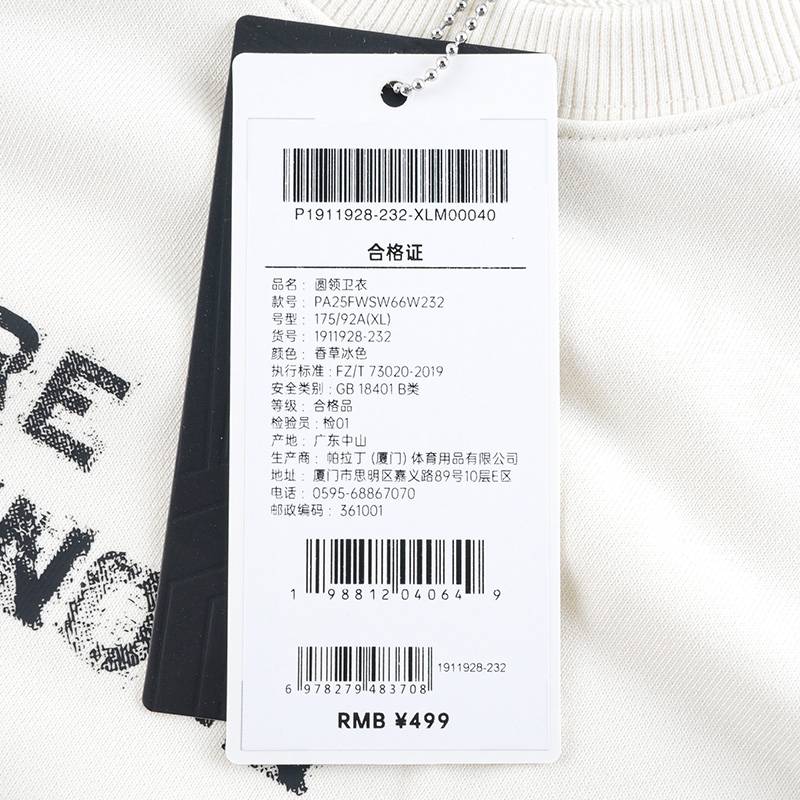 P1911928-232-XLM00040
合格证
品名：圆领卫衣
款号：PA25FWSW66W232
号型：175/92A(XL)
货号：1911928-232
颜色：香草冰色
执行标准：FZ/T 73020-2019
安全类别：GB 18401 B类
等级：合格品
检验员：检01
产地：广东中山
生产商：帕拉丁（厦门）体育用品有限公司
地址：厦门市思明区嘉义路89号10层E区
电话：0595-68867070
邮政编码：361001
1 98812 04064 9
1911928-232
6 978279 483708
RMB ¥499
RE